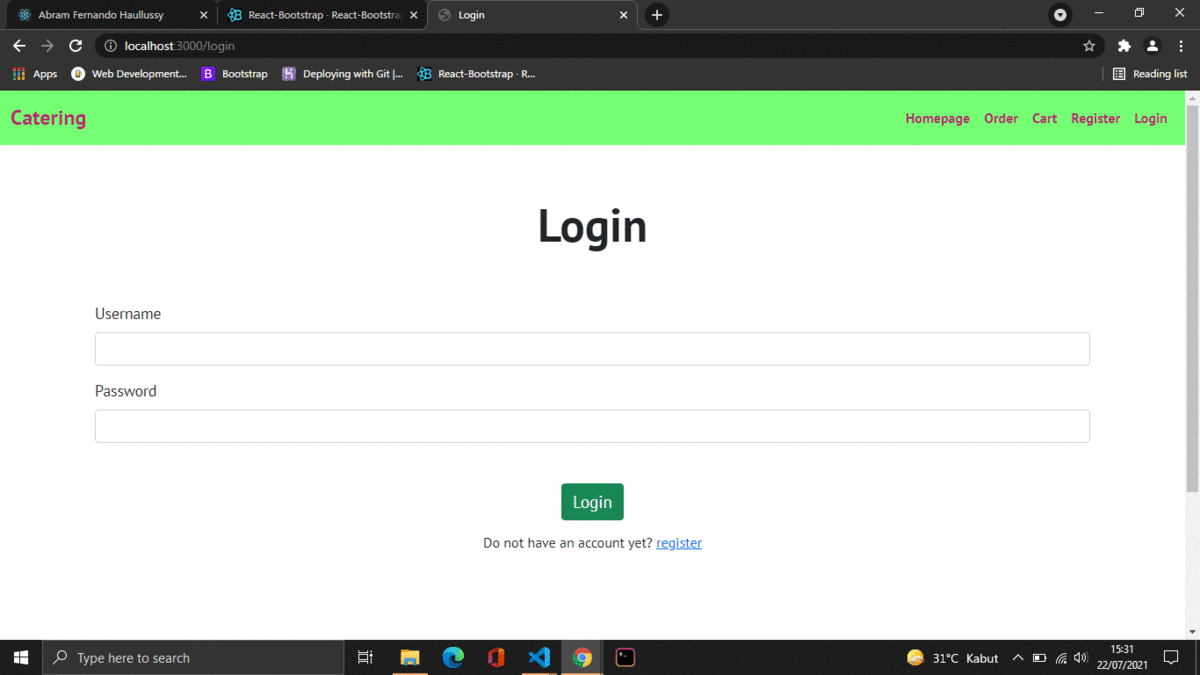 Abram Fernando Haullussy
React-Bootstrap · React-Bootstra
Login
localhost:3000/login
Apps
Web Development...
Bootstrap
Deploying with Git |...
React-Bootstrap · R...
Reading list
Catering
Homepage Order Cart Register Login
Login
Username
Password
Login
Do not have an account yet? register
Type here to search
31°C Kabut
15:31
22/07/2021